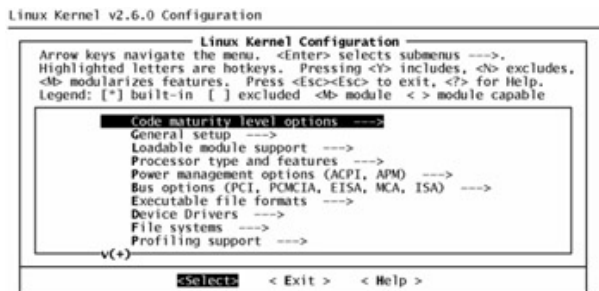 Linux Kernel v2.6.0 Configuration
Linux Kernel Configuration
Arrow keys navigate the menu. <Enter> selects submenus --->.
Highlighted letters are hotkeys. Pressing <Y> includes, <N> excludes,
<M> modularizes features. Press <Esc><Esc> to exit, <?> for Help.
Legend: [*] built-in [ ] excluded <M> module < > module capable
Code maturity level options --->
General setup --->
Loadable module support --->
Processor type and features --->
Power management options (ACPI, APM) --->
Bus options (PCI, PCMCIA, EISA, MCA, ISA) --->
Executable file formats --->
Device Drivers --->
File systems --->
Profiling support --->
v(+)
<Select> < Exit > < Help >